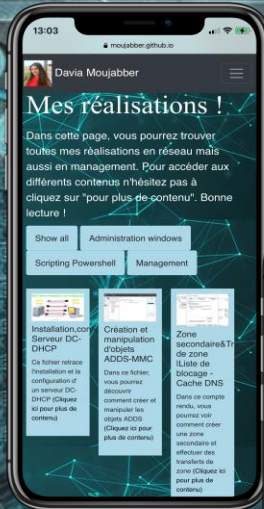 13:03
moujabber.github.io
Davia Moujabber
Mes réalisations !
Dans cette page, vous pourrez trouver
toutes mes réalisations en réseau mais
aussi en management. Pour accéder aux
différents contenus n'hésitez pas à
cliquez sur "pour plus de contenu". Bonne
lecture !
Show all
Administration windows
Scripting Powershell
Management
Installation,con
Serveur DC-
DHCP
Ce fichier retrace
l'installation et la
configuration d'
un serveur DC-
DHCP (Cliquez
ici pour plus de
contenu)
Création et
manipulation
d'objets
ADDS-MMC
Dans ce fichier,
vous pourrez
découvrir
comment créer et
manipuler les
objets ADDS
(Cliquez ici pour
plus de contenu)
Zone
secondaire&Tr
de zone
lListe de
blocage -
Cache DNS
Dans ce compte
rendu, vous
pourrez voir
comment créer
une zone
secondaire et
effectuer des
transferts de
zone (Cliquez ici
pour plus de
contenu)